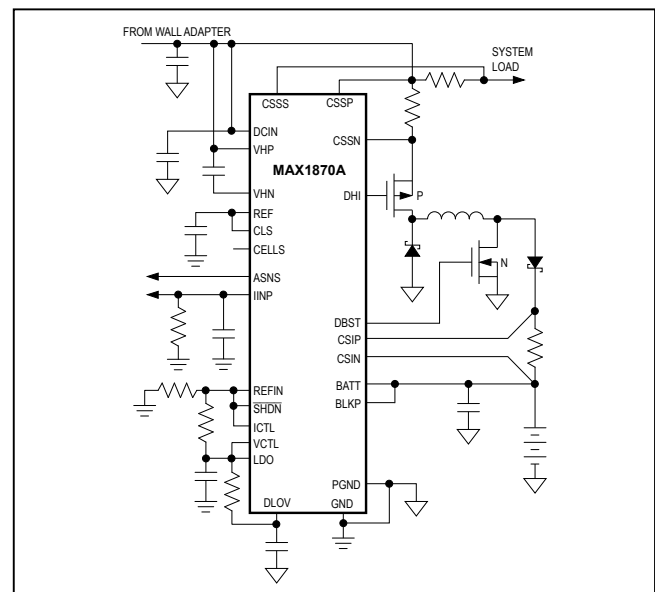 FROM WALL ADAPTER
SYSTEM
LOAD
CSSS
CSSP
DCIN
CSSN
VHP
MAX1870A
VHN
DHI
P
REF
CLS
CELLS
N
ASNS
IINP
DBST
CSIP
CSIN
REFIN
BATT
SHDN
BLKP
ICTL
VCTL
LDO
PGND
DLOV
GND